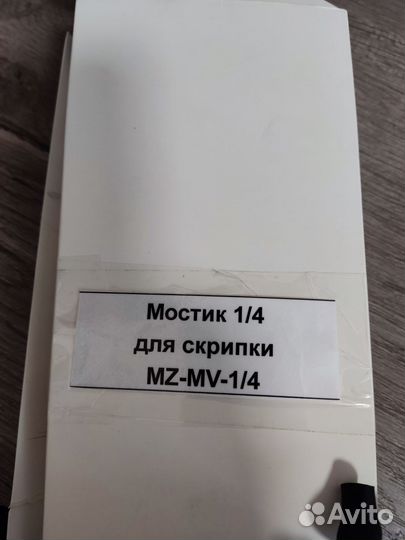 Мостик 1/4
для скрипки
MZ-MV-1/4
Avito